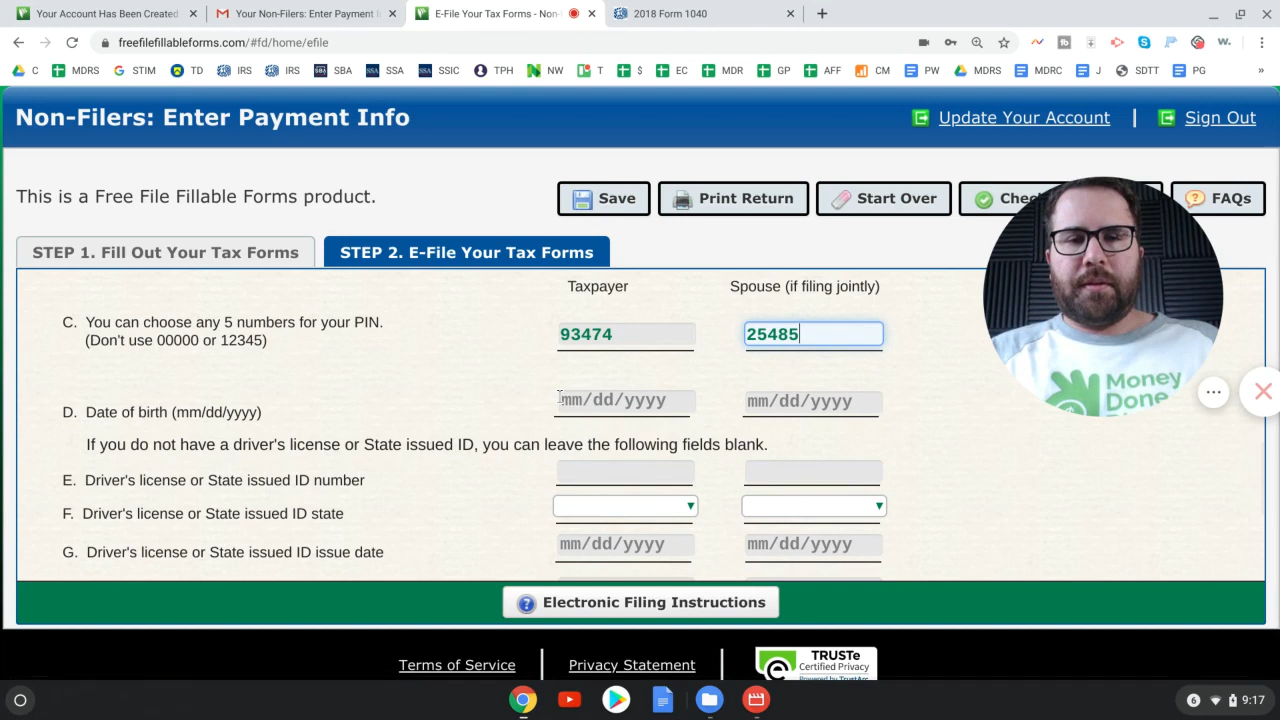 Your Account Has Been Created
Your Non-Filers: Enter Payment I
E-File Your Tax Forms - Non-
2018 Form 1040
freefilefillableforms.com/#fd/home/efile
C
MDRS
STIM
TD
IRS
IRS
SBA
SSA
SSIC
TPH
NW
T
$
EC
MDR
GP
AFF
CM
PW
MDRS
MDRC
J
SDTT
PG
»
Non-Filers: Enter Payment Info
Update Your Account
Sign Out
This is a Free File Fillable Forms product.
Save
Print Return
Start Over
Chec
FAQs
STEP 1. Fill Out Your Tax Forms
STEP 2. E-File Your Tax Forms
Taxpayer
Spouse (if filing jointly)
C. You can choose any 5 numbers for your PIN.
(Don't use 00000 or 12345)
93474
25485
D. Date of birth (mm/dd/yyyy)
mm/dd/yyyy
mm/dd/yyyy
If you do not have a driver's license or State issued ID, you can leave the following fields blank.
E. Driver's license or State issued ID number
F. Driver's license or State issued ID state
G. Driver's license or State issued ID issue date
mm/dd/yyyy
mm/dd/yyyy
Money
Done
Electronic Filing Instructions
Terms of Service
Privacy Statement
TRUSTe
Certified Privacy
Powered by TrustArc
6
9:17